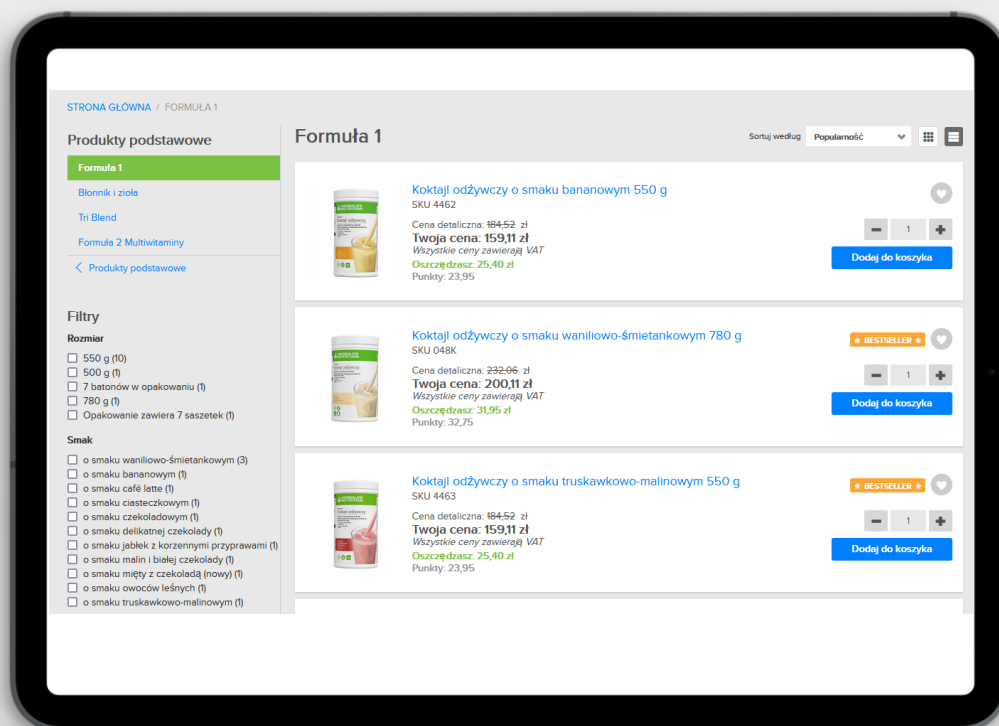 STRONA GŁÓWNA / FORMUŁA 1
Produkty podstawowe
Formuła 1
Błonnik i zioła
Tri Blend
Formuła 2 Multiwitaminy
Produkty podstawowe
Filtry
Rozmiar
550 g (10)
500 g (1)
7 batonów w opakowaniu (1)
780 g (1)
Opakowanie zawiera 7 saszetek (1)
Smak
o smaku waniliowo-śmietankowym (3)
o smaku bananowym (1)
o smaku café latte (1)
o smaku ciasteczkowym (1)
o smaku czekoladowym (1)
o smaku delikatnej czekolady (1)
o smaku jabłek z korzennymi przyprawami (1)
o smaku malin i białej czekolady (1)
o smaku mięty z czekoladą (nowy) (1)
o smaku owoców leśnych (1)
o smaku truskawkowo-malinowym (1)
Formuła 1
Sortuj według Popularność
Koktajl odżywczy o smaku bananowym 550 g
SKU 4462
Cena detaliczna: 184,52 zł
Twoja cena: 159,11 zł
Wszystkie ceny zawierają VAT
Oszczędzasz: 25,40 zł
Punkty: 23,95
1
Dodaj do koszyka
HERBALIFE NUTRITION
Koktajl odżywczy o smaku waniliowo-śmietankowym 780 g
SKU 048K
Cena detaliczna: 232,06 zł
Twoja cena: 200,11 zł
Wszystkie ceny zawierają VAT
Oszczędzasz: 31,95 zł
Punkty: 32,75
BESTSELLER
1
Dodaj do koszyka
HERBALIFE NUTRITION
Koktajl odżywczy o smaku truskawkowo-malinowym 550 g
SKU 4463
Cena detaliczna: 184,52 zł
Twoja cena: 159,11 zł
Wszystkie ceny zawierają VAT
Oszczędzasz: 25,40 zł
Punkty: 23,95
BESTSELLER
1
Dodaj do koszyka
HERBALIFE NUTRITION